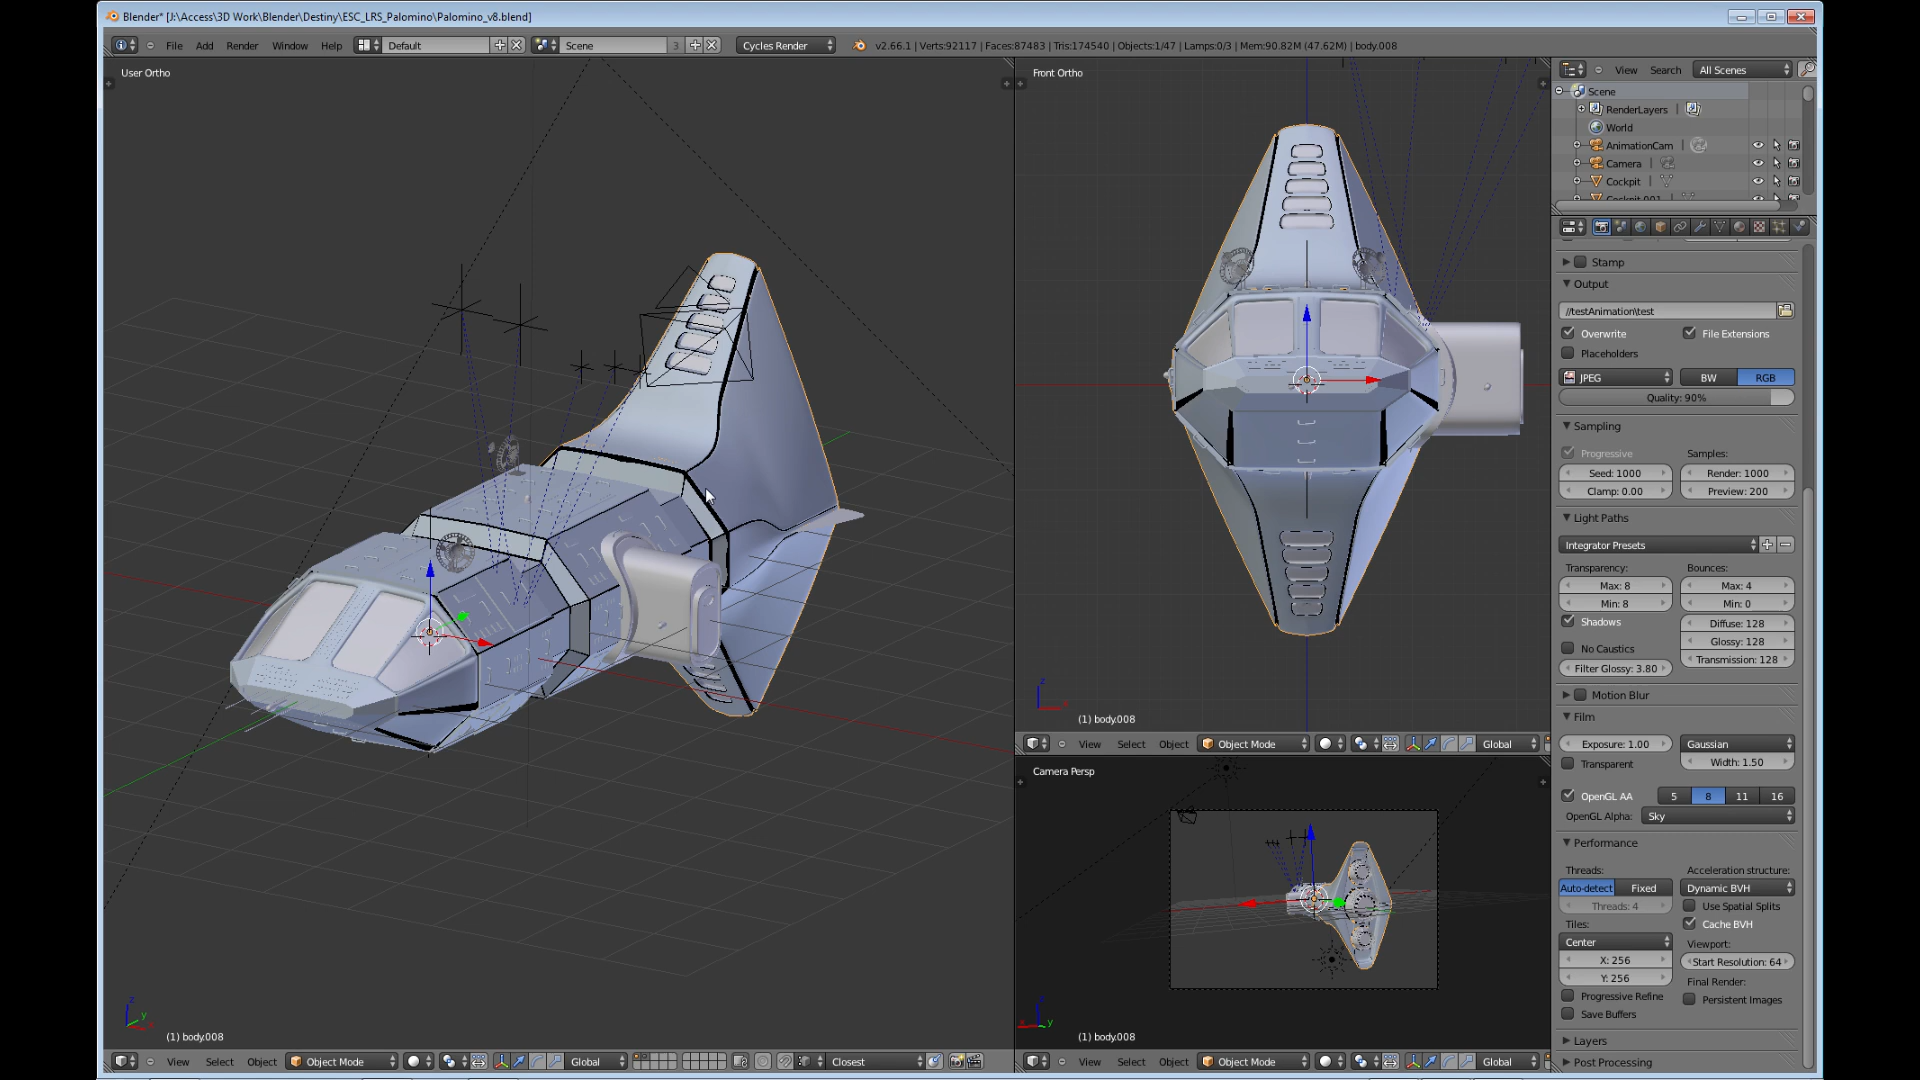 Blender* [J:\Access\3D Work\Blender\Destiny\ESC_LRS_Palomino\Palomino_v8.blend]
File Add Render Window Help Default Scene 3 Cycles Render v2.66.1 | Verts:92117 | Faces:87483 | Tris:174540 | Objects:1/47 | Lamps:0/3 | Mem:90.82M (47.62M) | body.008
User Ortho
z
y
(1) body.008
View Select Object Object Mode Global Closest
Front Ortho
z
x
(1) body.008
View Select Object Object Mode Global
Camera Persp
x y
(1) body.008
View Select Object Object Mode Global
View Search All Scenes
Scene
RenderLayers |
World
AnimationCam |
Camera |
Cockpit |
Cockpit.001
Stamp
Output
//testAnimation\test
Overwrite File Extensions
Placeholders
JPEG BW RGB
Quality: 90%
Sampling
Progressive Samples:
Seed: 1000 Render: 1000
Clamp: 0.00 Preview: 200
Light Paths
Integrator Presets
Transparency: Bounces:
Max: 8 Max: 4
Min: 8 Min: 0
Shadows Diffuse: 128
Glossy: 128
No Caustics Transmission: 128
Filter Glossy: 3.80
Motion Blur
Film
Exposure: 1.00 Gaussian
Transparent Width: 1.50
OpenGL AA 5 8 11 16
OpenGL Alpha: Sky
Performance
Threads: Acceleration structure:
Auto-detect Fixed Dynamic BVH
Threads: 4 Use Spatial Splits
Tiles: Cache BVH
Center Viewport:
X: 256 Start Resolution: 64
Y: 256 Final Render:
Progressive Refine Persistent Images
Save Buffers
Layers
Post Processing